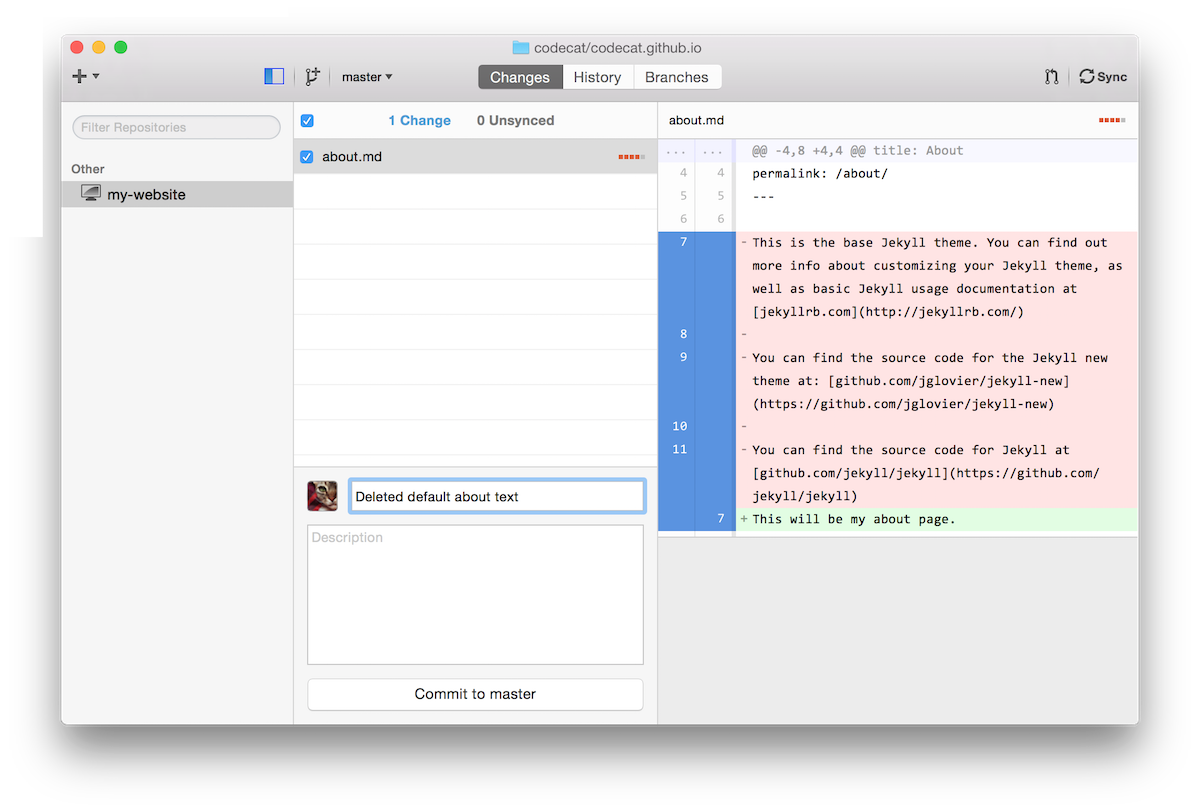 codecat/codecat.github.io
master
Changes History Branches
Sync
Filter Repositories
Other
my-website
1 Change 0 Unsynced
about.md
Deleted default about text
Description
Commit to master
about.md
... ... @@ -4,8 +4,4 @@ title: About
4 4 permalink: /about/
5 5 ---
6 6
7 - This is the base Jekyll theme. You can find out
more info about customizing your Jekyll theme, as
well as basic Jekyll usage documentation at
[jekyllrb.com](http://jekyllrb.com/)
8 -
9 - You can find the source code for the Jekyll new
theme at: [github.com/jglovier/jekyll-new]
(https://github.com/jglovier/jekyll-new)
10 -
11 - You can find the source code for Jekyll at
[github.com/jekyll/jekyll](https://github.com/
jekyll/jekyll)
7 + This will be my about page.